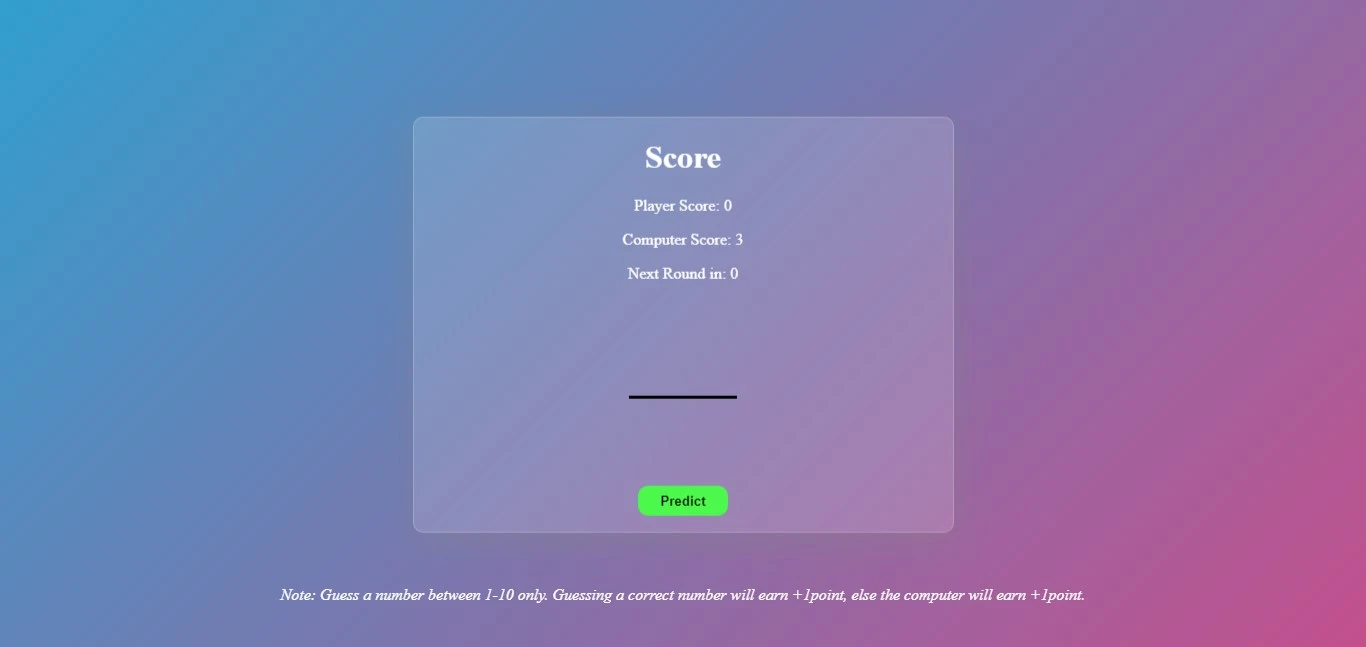 Score
Player Score: 0
Computer Score: 3
Next Round in: 0
Predict
Note: Guess a number between 1-10 only. Guessing a correct number will earn +1point, else the computer will earn +1point.